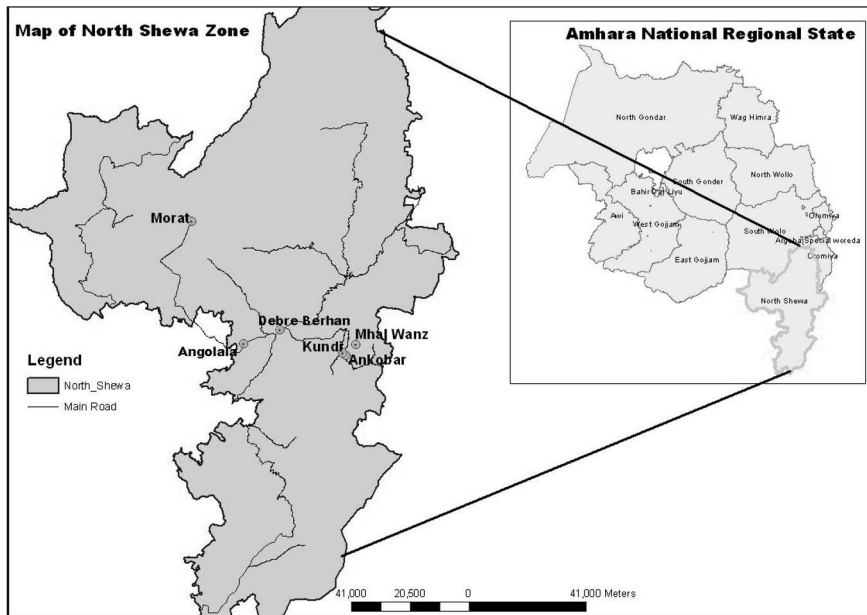 Map of North Shewa Zone
Morat
Debre Berhan
Mhal Wanz
Angolala
Kundi
Ankobar
Legend
North_Shewa
Main Road
41,000 20,500 0 41,000 Meters
Amhara National Regional State
North Gondar
Wag Himra
South Gonder
North Wollo
Bahir Dar Liyu
Awi
West Gojjam
South Wolo
Oromiya
Argoba Special woreda
Oromiya
East Gojjam
North Shewa